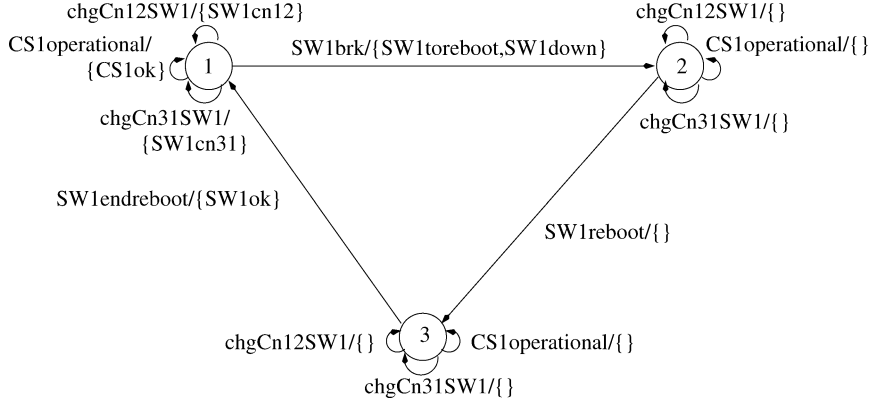 chgCn12SW1/{SW1cn12}
chgCn12SW1/{}
CS1operational/
{CS1ok}
1
SW1brk/{SW1toreboot,SW1down}
2
CS1operational/{}
chgCn31SW1/
{SW1cn31}
chgCn31SW1/{}
SW1endreboot/{SW1ok}
SW1reboot/{}
chgCn12SW1/{}
3
CS1operational/{}
chgCn31SW1/{}